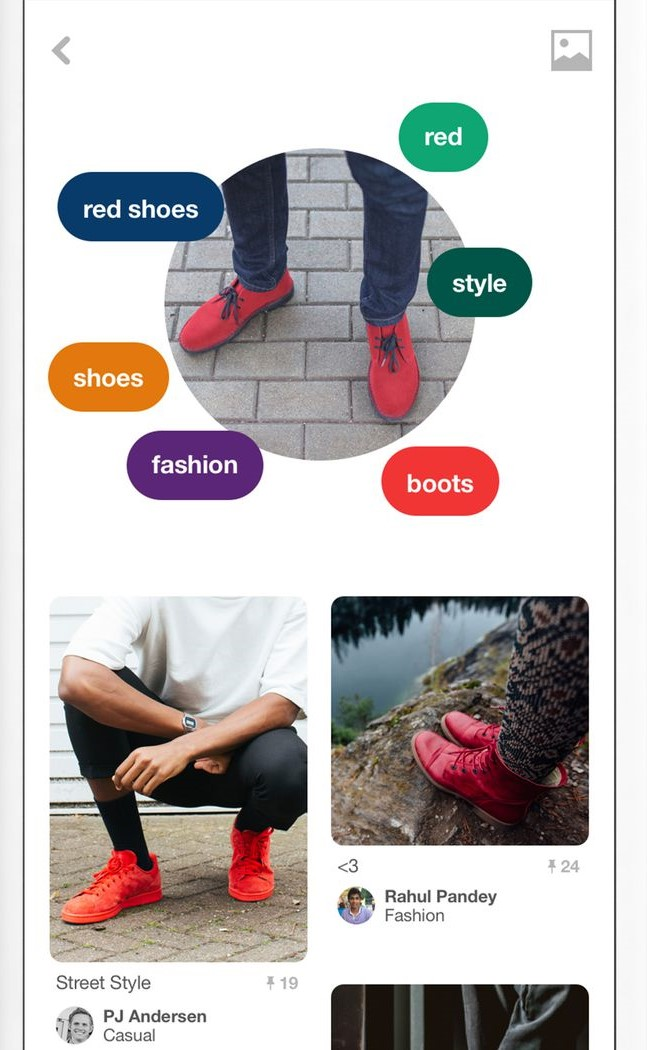 red
red shoes
style
shoes
fashion
boots
<3
24
Rahul Pandey
Fashion
Street Style
19
PJ Andersen
Casual